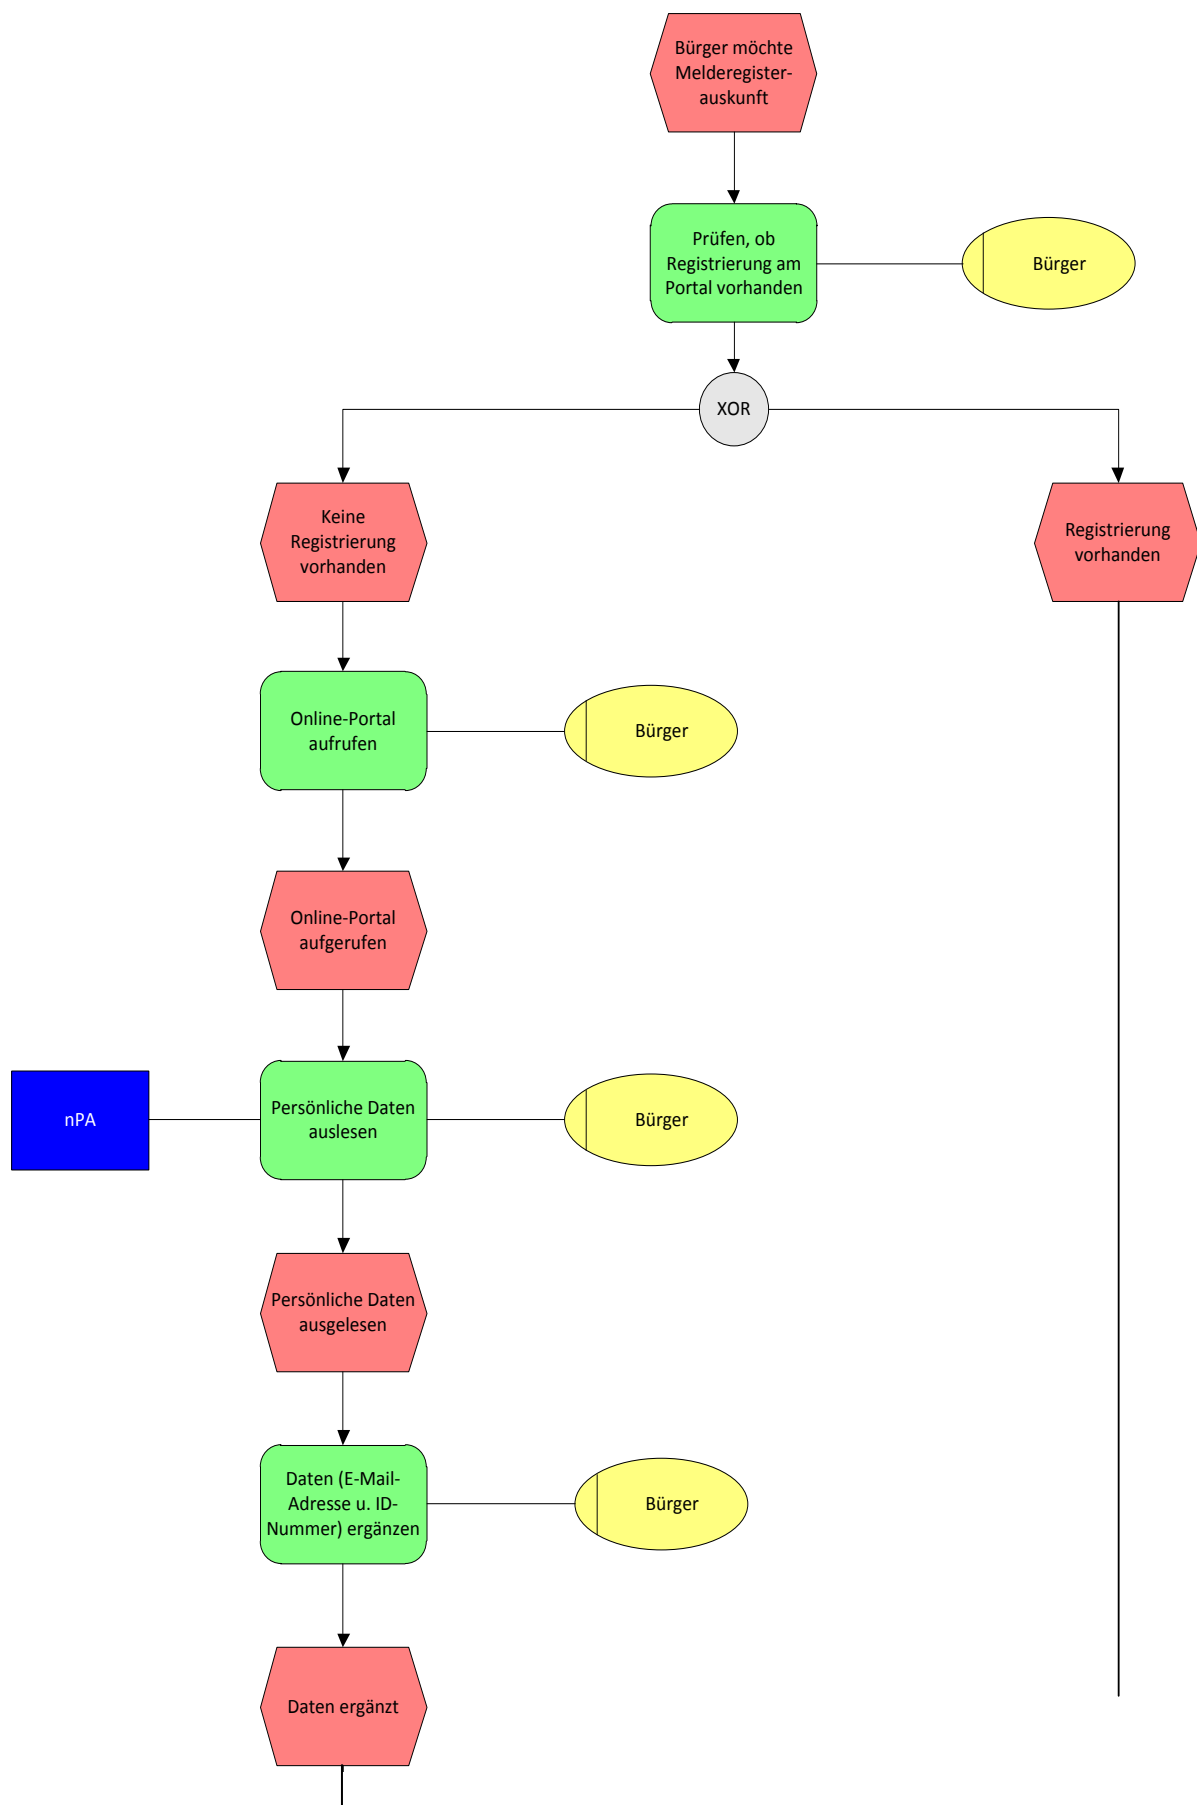 Bürger möchte
Melderegister-
auskunft
Prüfen, ob
Registrierung am
Portal vorhanden
Bürger
XOR
Keine
Registrierung
vorhanden
Registrierung
vorhanden
Online-Portal
aufrufen
Bürger
Online-Portal
aufgerufen
nPA
Persönliche Daten
auslesen
Bürger
Persönliche Daten
ausgelesen
Daten (E-Mail-
Adresse u. ID-
Nummer) ergänzen
Bürger
Daten ergänzt